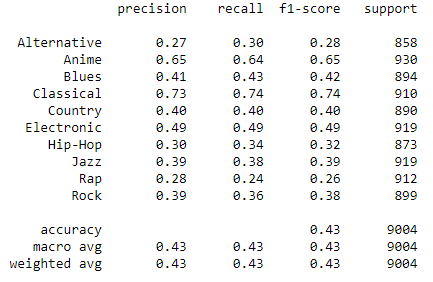 precision recall f1-score support
Alternative 0.27 0.30 0.28 858
Anime 0.65 0.64 0.65 930
Blues 0.41 0.43 0.42 894
Classical 0.73 0.74 0.74 910
Country 0.40 0.40 0.40 890
Electronic 0.49 0.49 0.49 919
Hip-Hop 0.30 0.34 0.32 873
Jazz 0.39 0.38 0.39 919
Rap 0.28 0.24 0.26 912
Rock 0.39 0.36 0.38 899
accuracy 0.43 9004
macro avg 0.43 0.43 0.43 9004
weighted avg 0.43 0.43 0.43 9004